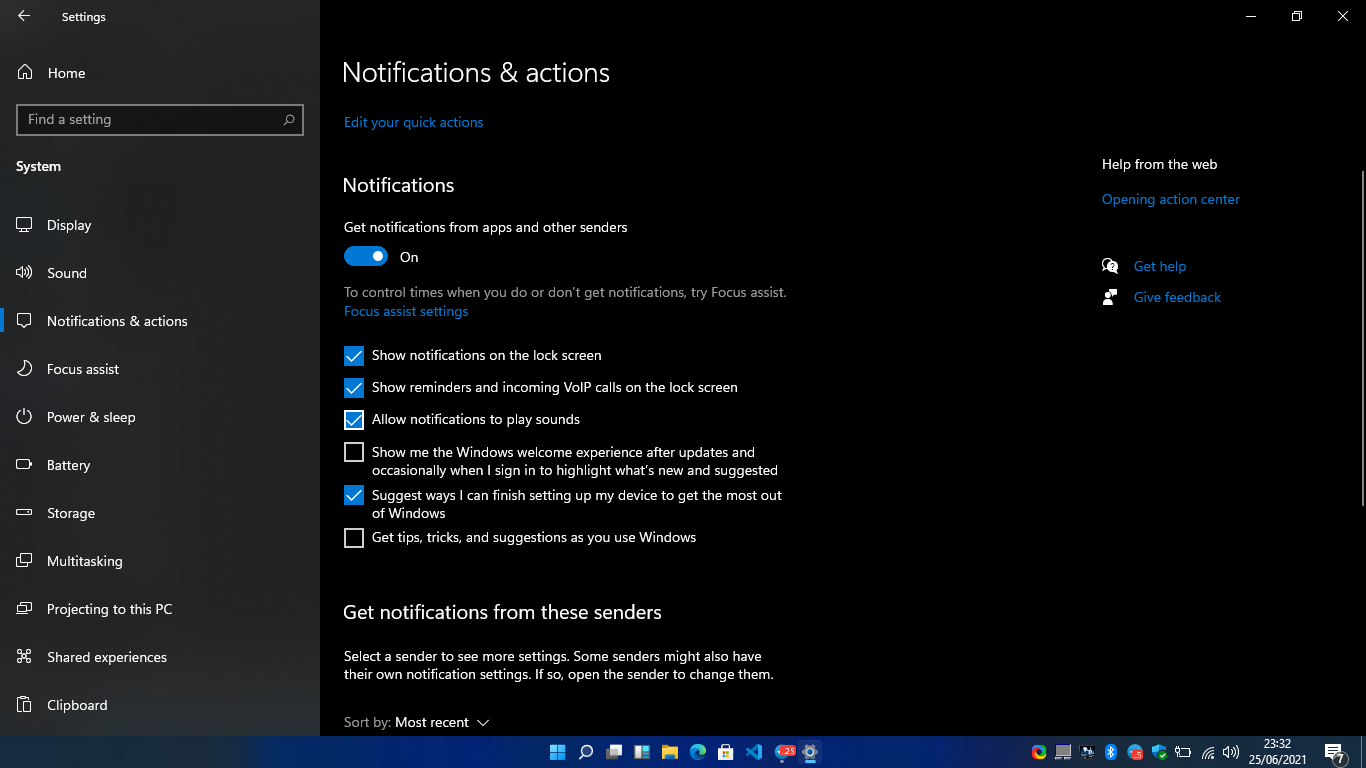 Settings
Home
Find a setting
System
Display
Sound
Notifications & actions
Focus assist
Power & sleep
Battery
Storage
Multitasking
Projecting to this PC
Shared experiences
Clipboard
Notifications & actions
Edit your quick actions
Notifications
Get notifications from apps and other senders
On
To control times when you do or don't get notifications, try Focus assist.
Focus assist settings
Show notifications on the lock screen
Show reminders and incoming VoIP calls on the lock screen
Allow notifications to play sounds
Show me the Windows welcome experience after updates and
occasionally when I sign in to highlight what's new and suggested
Suggest ways I can finish setting up my device to get the most out
of Windows
Get tips, tricks, and suggestions as you use Windows
Get notifications from these senders
Select a sender to see more settings. Some senders might also have
their own notification settings. If so, open the sender to change them.
Sort by: Most recent
Help from the web
Opening action center
Get help
Give feedback
23:32
25/06/2021
7